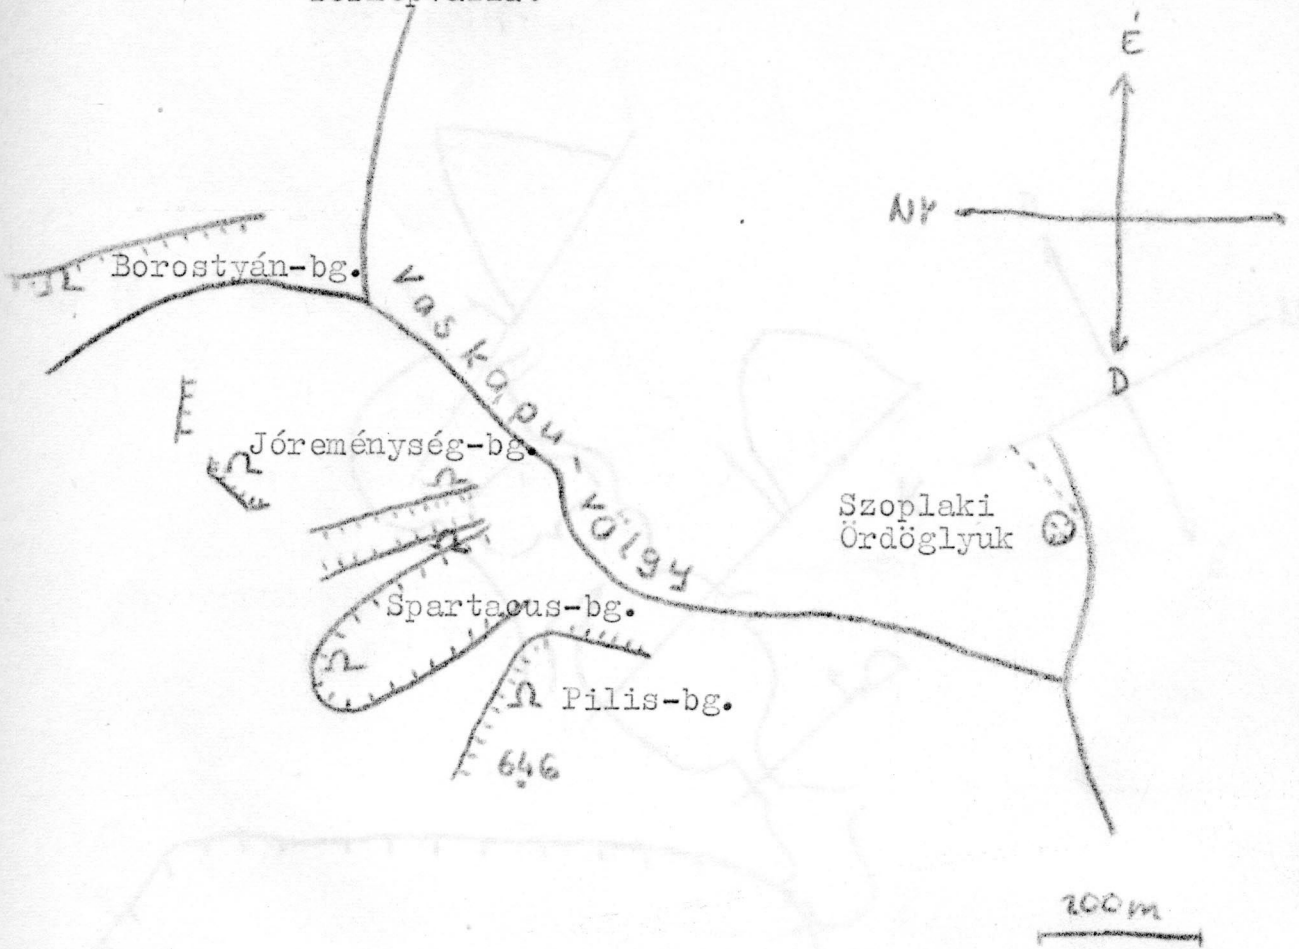 É
NY
Borostyán-bg.
Vaskapu-völgy
D
Jóreménység-bg.
Szoplaki
Ördöglyuk
Spartacus-bg.
Pilis-bg.
646
200m